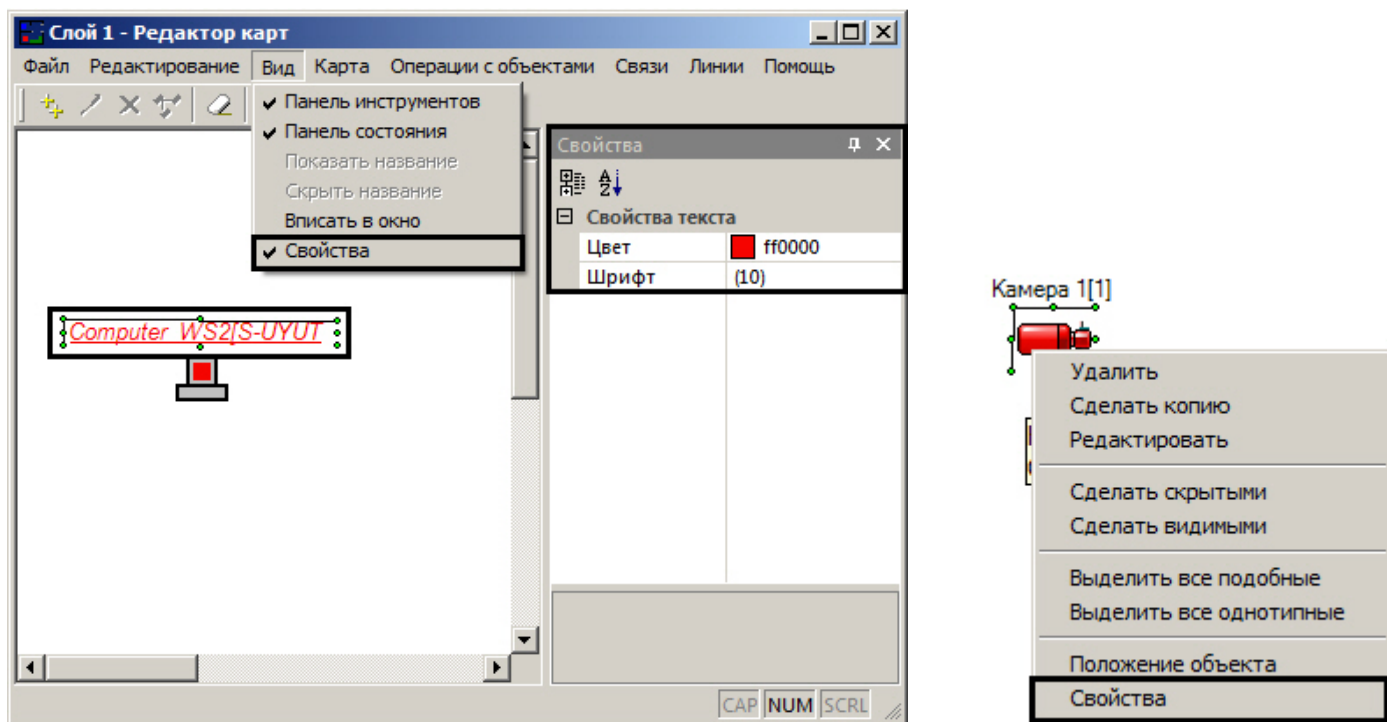 Слой 1 - Редактор карт
Файл Редактирование Вид Карта Операции с объектами Связи Линии Помощь
Панель инструментов
Панель состояния
Показать название
Скрыть название
Вписать в окно
Свойства
Свойства
Свойства текста
Цвет ff0000
Шрифт (10)
Computer WS2[S-UYUT
CAP NUM SCRL
Камера 1[1]
Удалить
Сделать копию
Редактировать
Сделать скрытыми
Сделать видимыми
Выделить все подобные
Выделить все однотипные
Положение объекта
Свойства